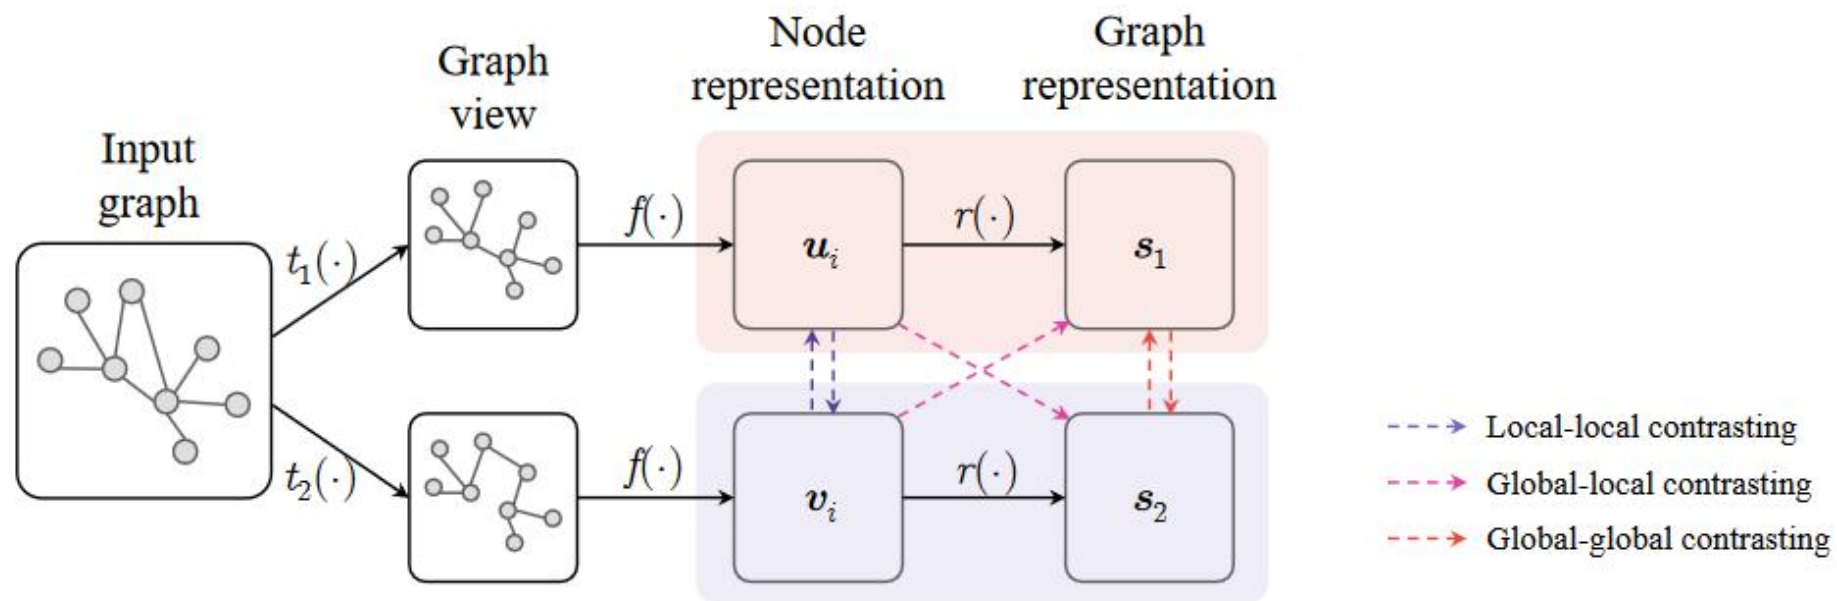 Input
graph
Graph
view
Node
representation
Graph
representation
t₁(·)
f(·)
𝒖ᵢ
r(·)
𝒔₁
t₂(·)
f(·)
𝒗ᵢ
r(·)
𝒔₂
Local-local contrasting
Global-local contrasting
Global-global contrasting